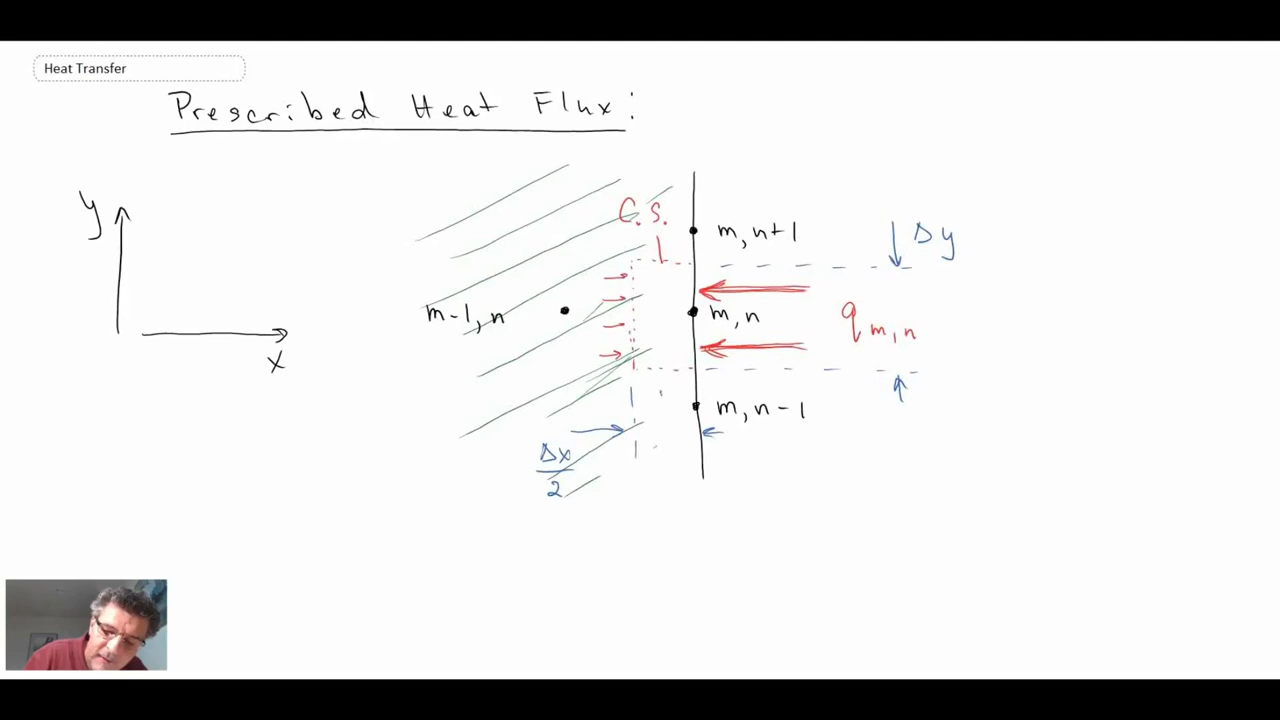 Heat Transfer
Prescribed Heat Flux:
y
x
C.S.
m, n+1
Δy
m-1, n
m, n
q m, n
m, n-1
Δx
2